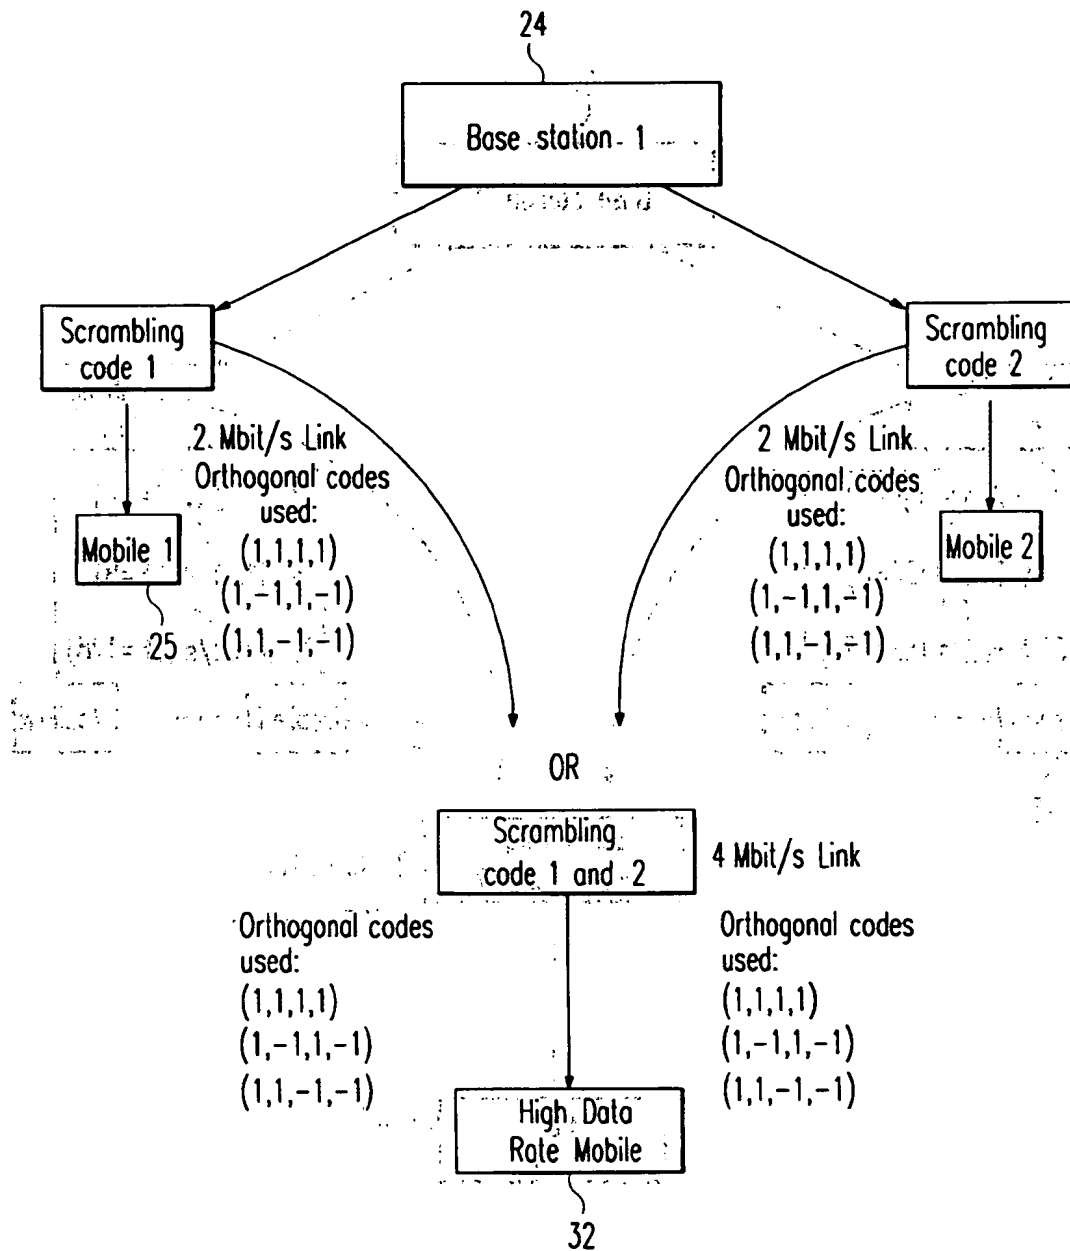 24
Base station 1
Scrambling
code 1
Scrambling
code 2
2 Mbit/s Link
Orthogonal codes
used:
(1,1,1,1)
(1,-1,1,-1)
(1,1,-1,-1)
2 Mbit/s Link
Orthogonal codes
used:
(1,1,1,1)
(1,-1,1,-1)
(1,1,-1,-1)
Mobile 1
25
Mobile 2
OR
Scrambling
code 1 and 2
4 Mbit/s Link
Orthogonal codes
used:
(1,1,1,1)
(1,-1,1,-1)
(1,1,-1,-1)
Orthogonal codes
used:
(1,1,1,1)
(1,-1,1,-1)
(1,1,-1,-1)
High Data
Rate Mobile
32